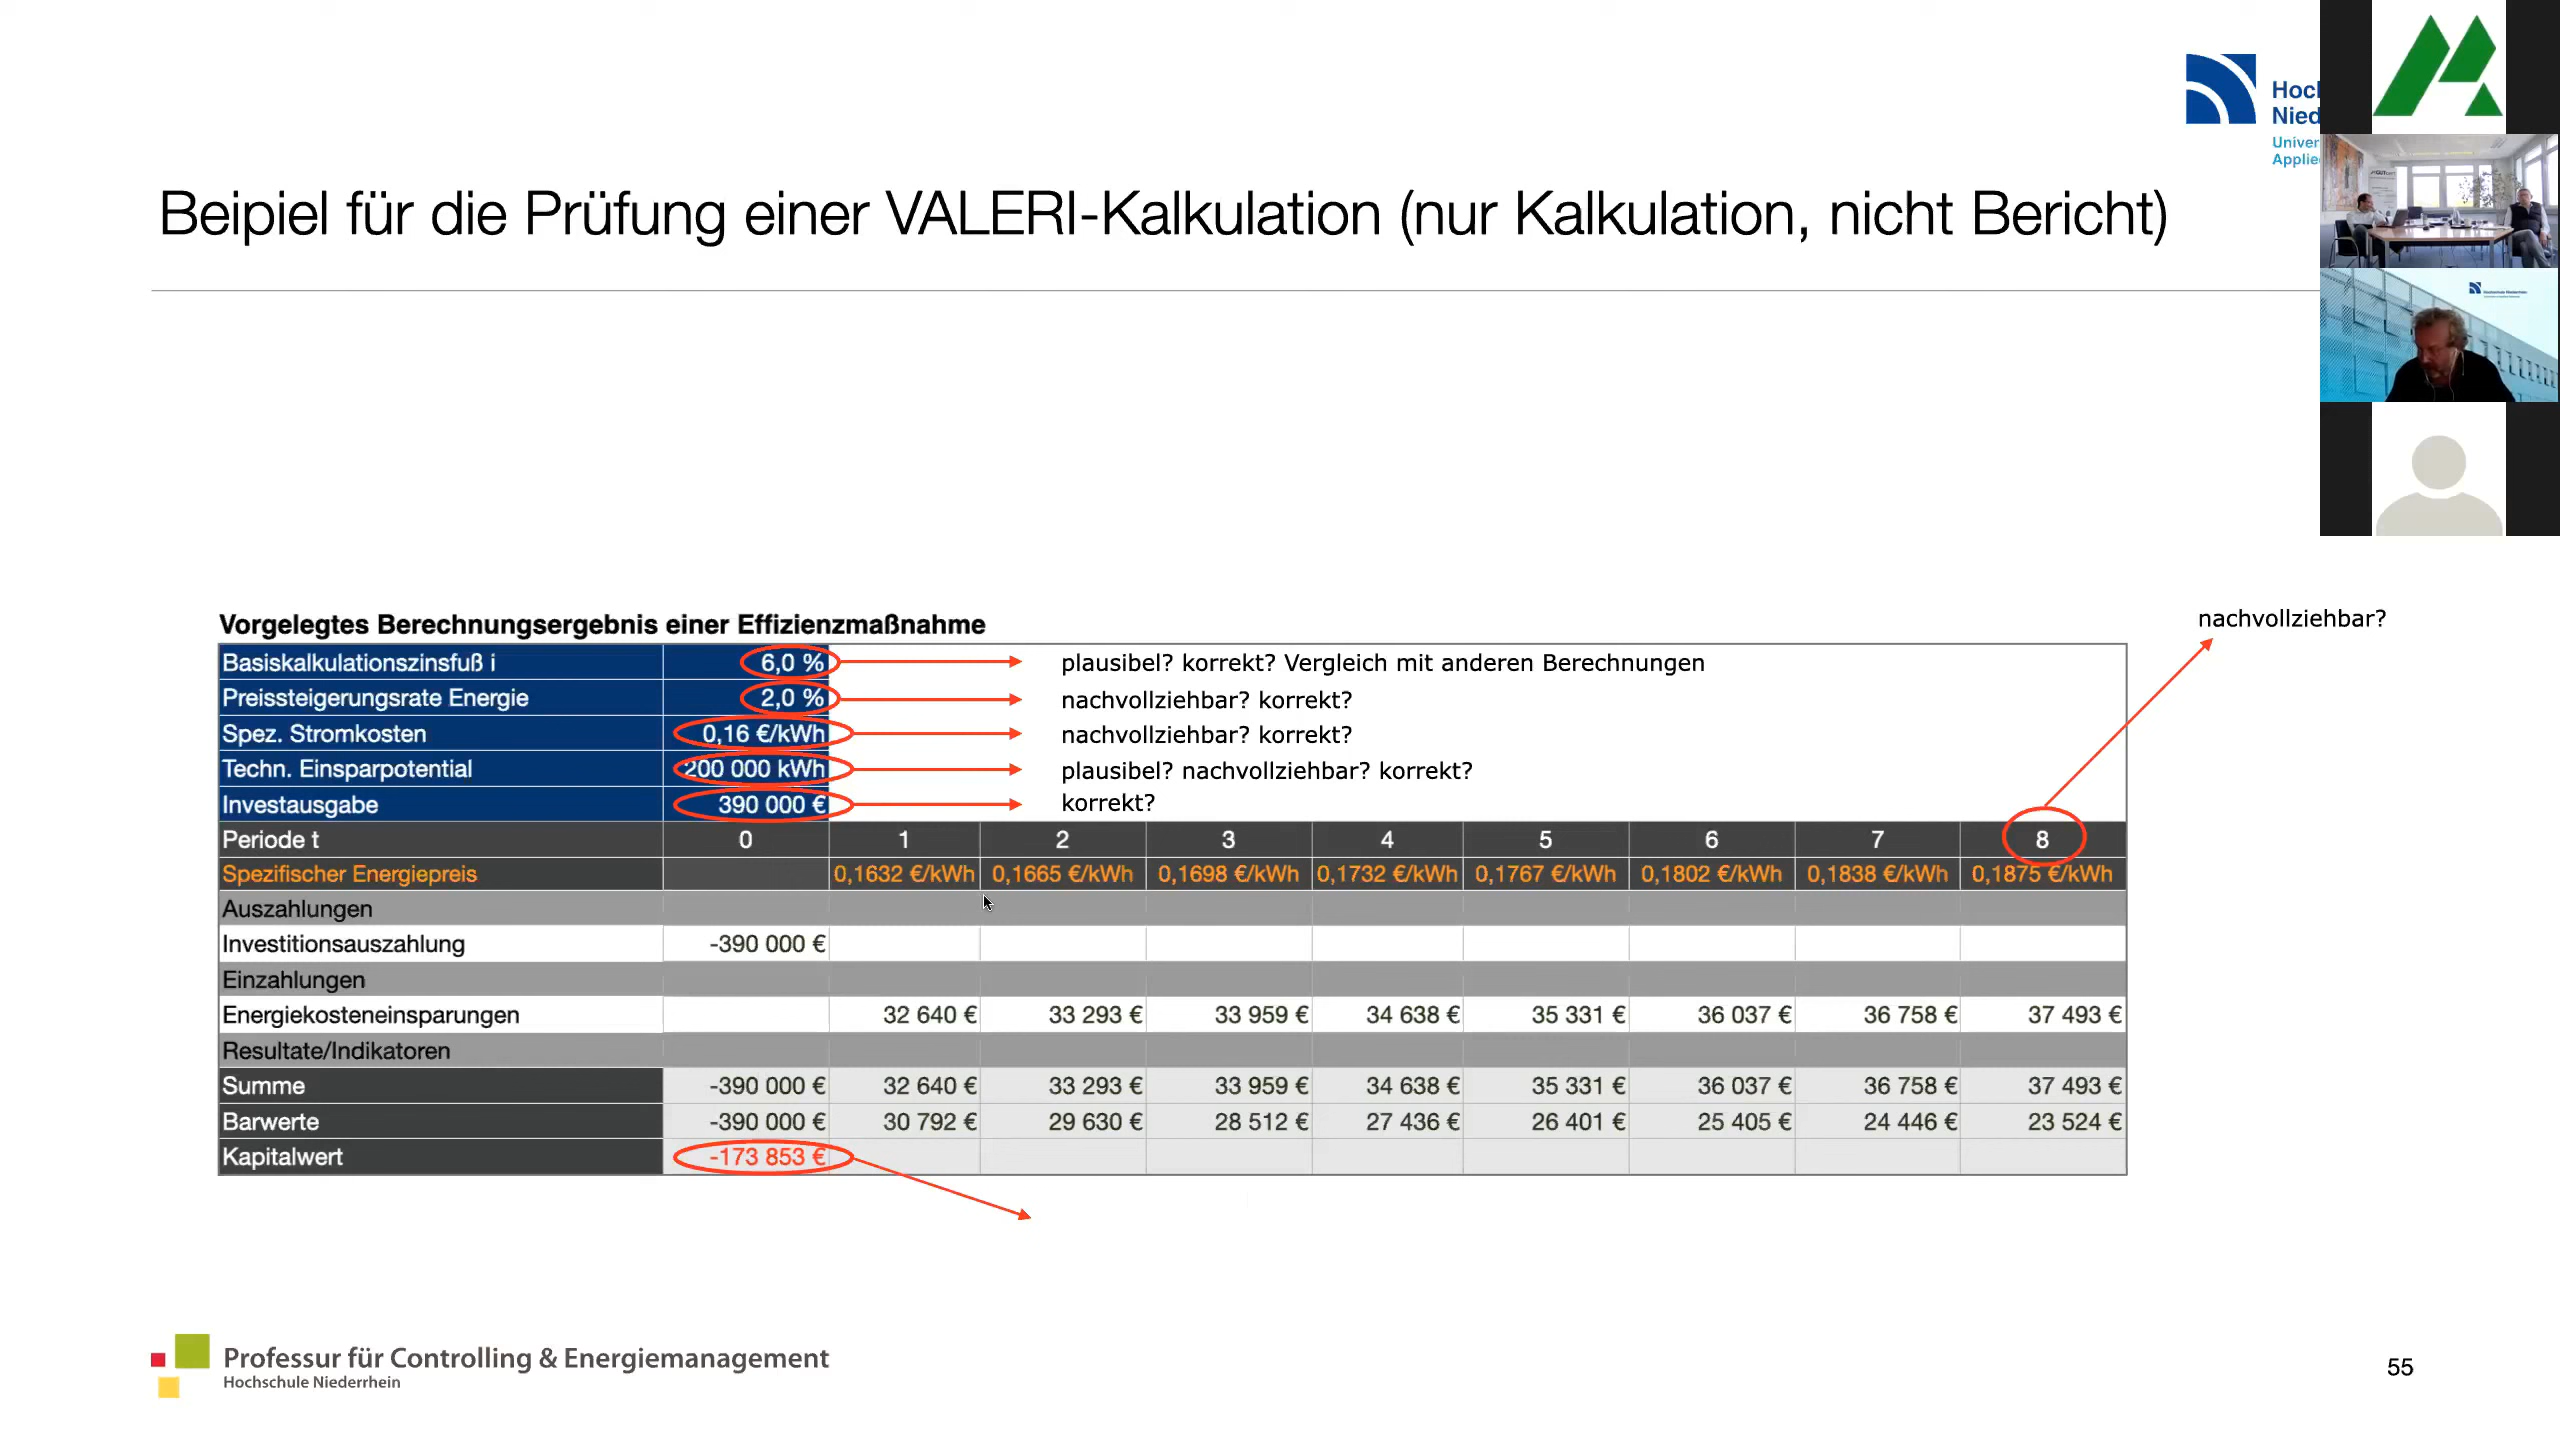 Hoc
Nied
Univer
Applie
Beipiel für die Prüfung einer VALERI-Kalkulation (nur Kalkulation, nicht Bericht)
nachvollziehbar?
Vorgelegtes Berechnungsergebnis einer Effizienzmaßnahme
Basiskalkulationszinsfuß i 6,0 % plausibel? korrekt? Vergleich mit anderen Berechnungen
Preissteigerungsrate Energie 2,0 % nachvollziehbar? korrekt?
Spez. Stromkosten 0,16 €/kWh nachvollziehbar? korrekt?
Techn. Einsparpotential 200 000 kWh plausibel? nachvollziehbar? korrekt?
Investausgabe 390 000 € korrekt?
Periode t 0 1 2 3 4 5 6 7 8
Spezifischer Energiepreis 0,1632 €/kWh 0,1665 €/kWh 0,1698 €/kWh 0,1732 €/kWh 0,1767 €/kWh 0,1802 €/kWh 0,1838 €/kWh 0,1875 €/kWh
Auszahlungen
Investitionsauszahlung -390 000 €
Einzahlungen
Energiekosteneinsparungen 32 640 € 33 293 € 33 959 € 34 638 € 35 331 € 36 037 € 36 758 € 37 493 €
Resultate/Indikatoren
Summe -390 000 € 32 640 € 33 293 € 33 959 € 34 638 € 35 331 € 36 037 € 36 758 € 37 493 €
Barwerte -390 000 € 30 792 € 29 630 € 28 512 € 27 436 € 26 401 € 25 405 € 24 446 € 23 524 €
Kapitalwert -173 853 €
Professur für Controlling & Energiemanagement
Hochschule Niederrhein
55